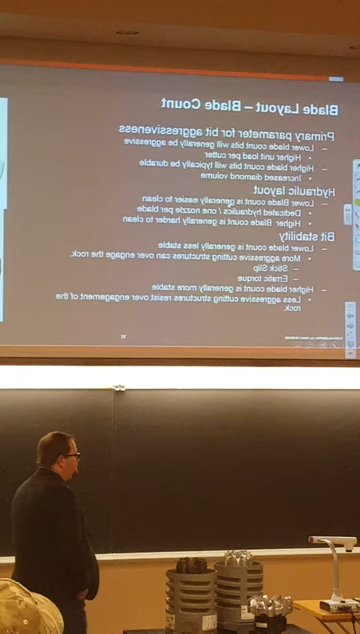 Blade Layout – Blade Count
Primary parameter for bit aggressiveness
– Lower blade count bits will generally be aggressive
• Higher unit load per cutter
– Higher blade count bits will typically be durable
• Increased diamond volume
Hydraulic layout
– Lower Blade count is generally easier to clean
• Dedicated hydraulics / one nozzle per blade
• Higher Blade count is generally harder to clean
Bit stability
– Lower blade count is generally less stable
• More aggressive cutting structures can over engage the rock.
– Stick Slip
– Erratic torque
– Higher blade count is generally more stable
• Less aggressive cutting structures resist over engagement of the
rock.